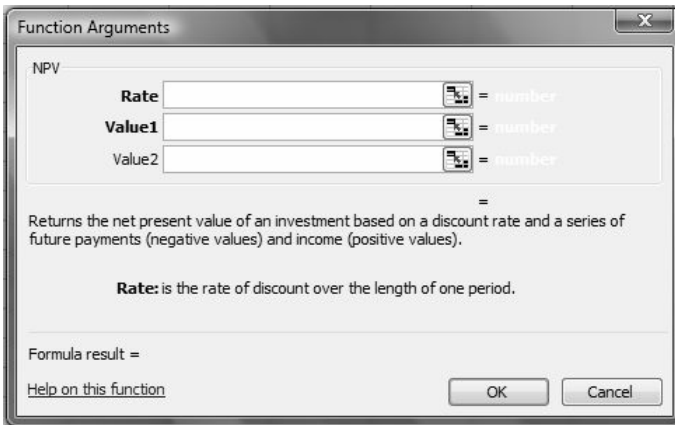 Function Arguments
X
NPV
Rate = number
Value1 = number
Value2 = number
=
Returns the net present value of an investment based on a discount rate and a series of
future payments (negative values) and income (positive values).
Rate: is the rate of discount over the length of one period.
Formula result =
Help on this function
OK Cancel